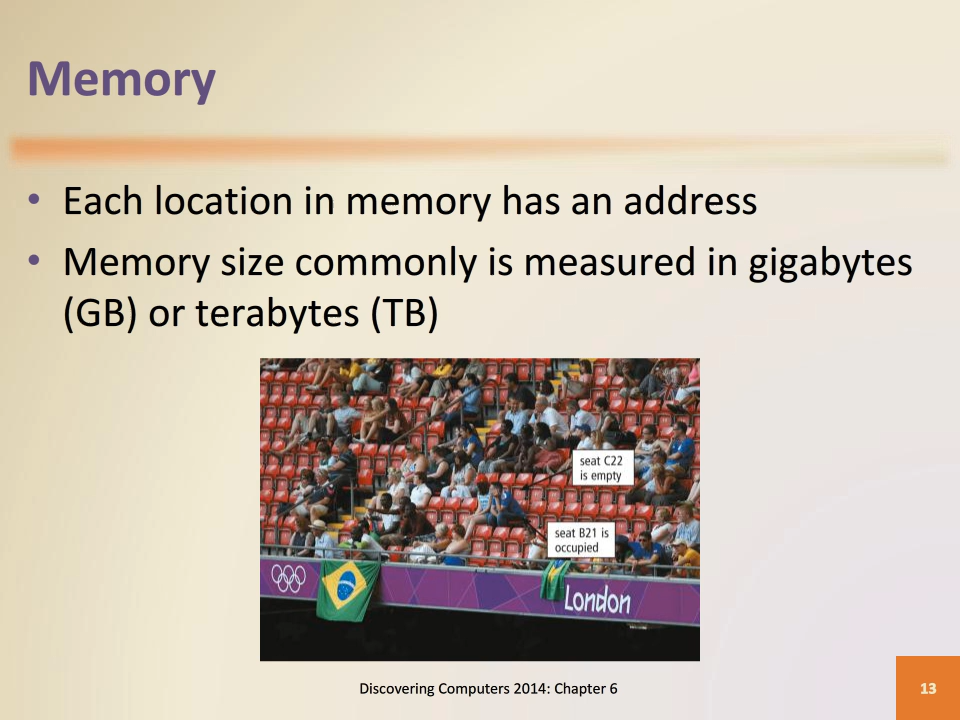 Memory
• Each location in memory has an address
• Memory size commonly is measured in gigabytes
(GB) or terabytes (TB)
seat C22
is empty
seat B21 is
occupied
London
Discovering Computers 2014: Chapter 6
13